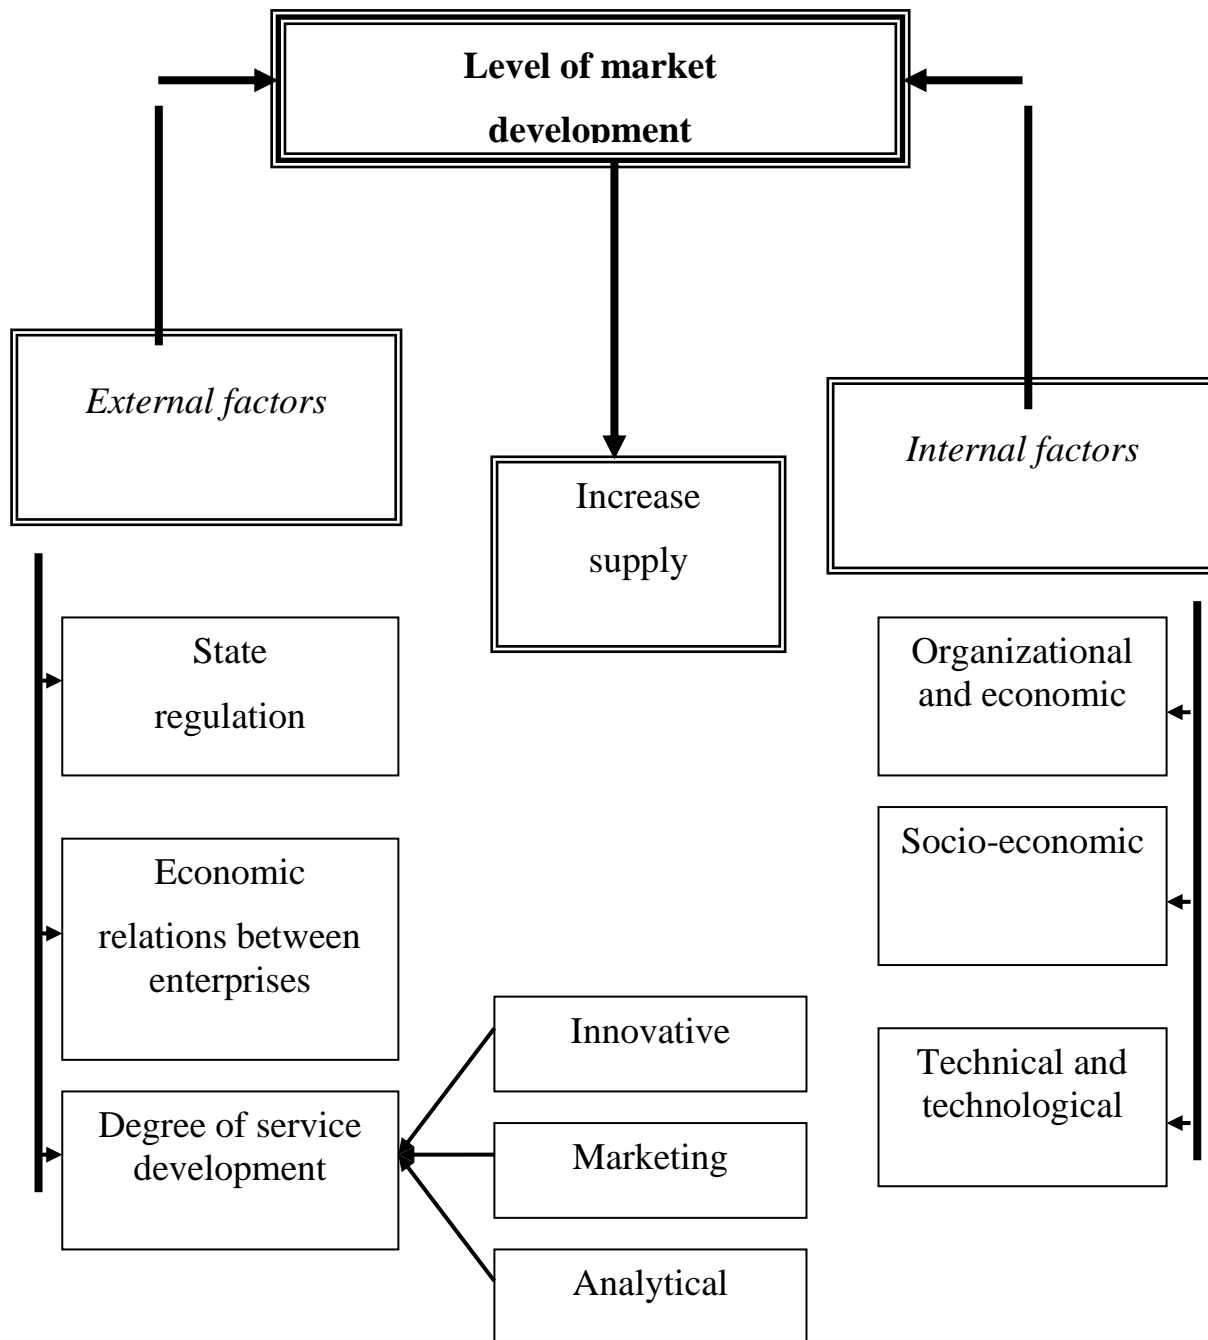 Level of market
development
External factors
Internal factors
Increase
supply
State
regulation
Organizational
and economic
Economic
relations between
enterprises
Socio-economic
Innovative
Technical and
technological
Degree of service
development
Marketing
Analytical